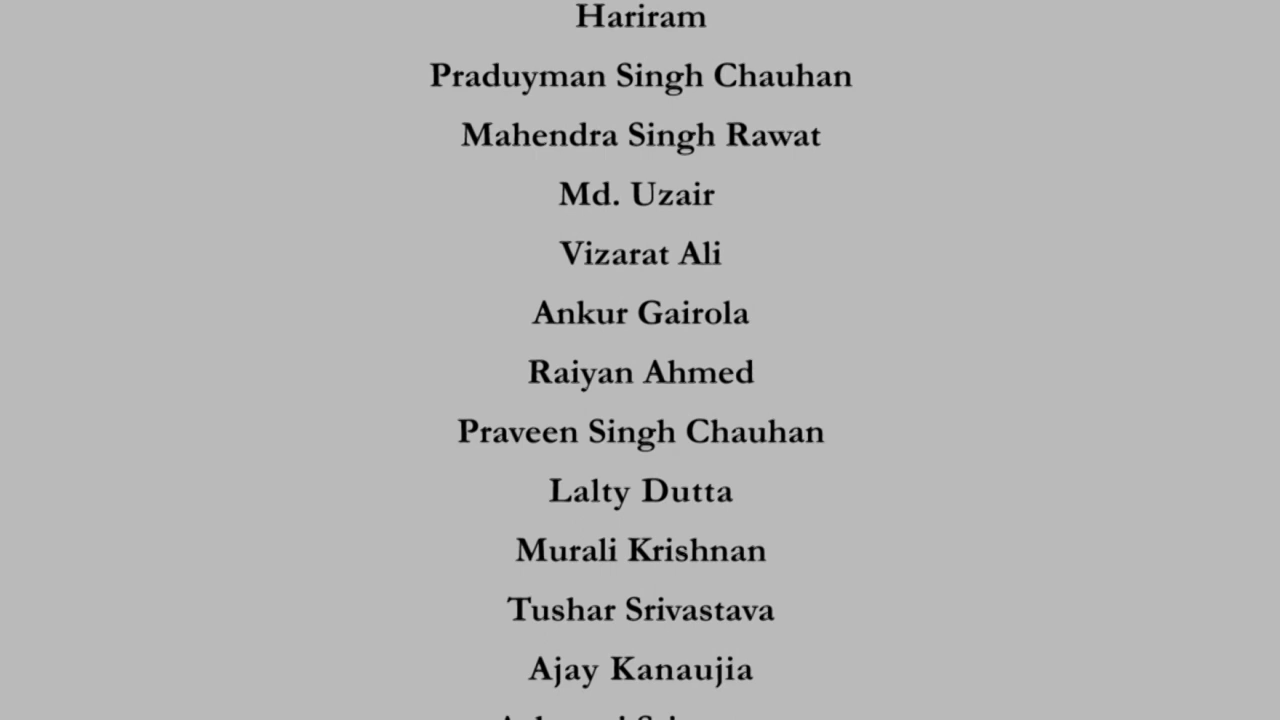 Hariram
Praduyman Singh Chauhan
Mahendra Singh Rawat
Md. Uzair
Vizarat Ali
Ankur Gairola
Raiyan Ahmed
Praveen Singh Chauhan
Lalty Dutta
Murali Krishnan
Tushar Srivastava
Ajay Kanaujia